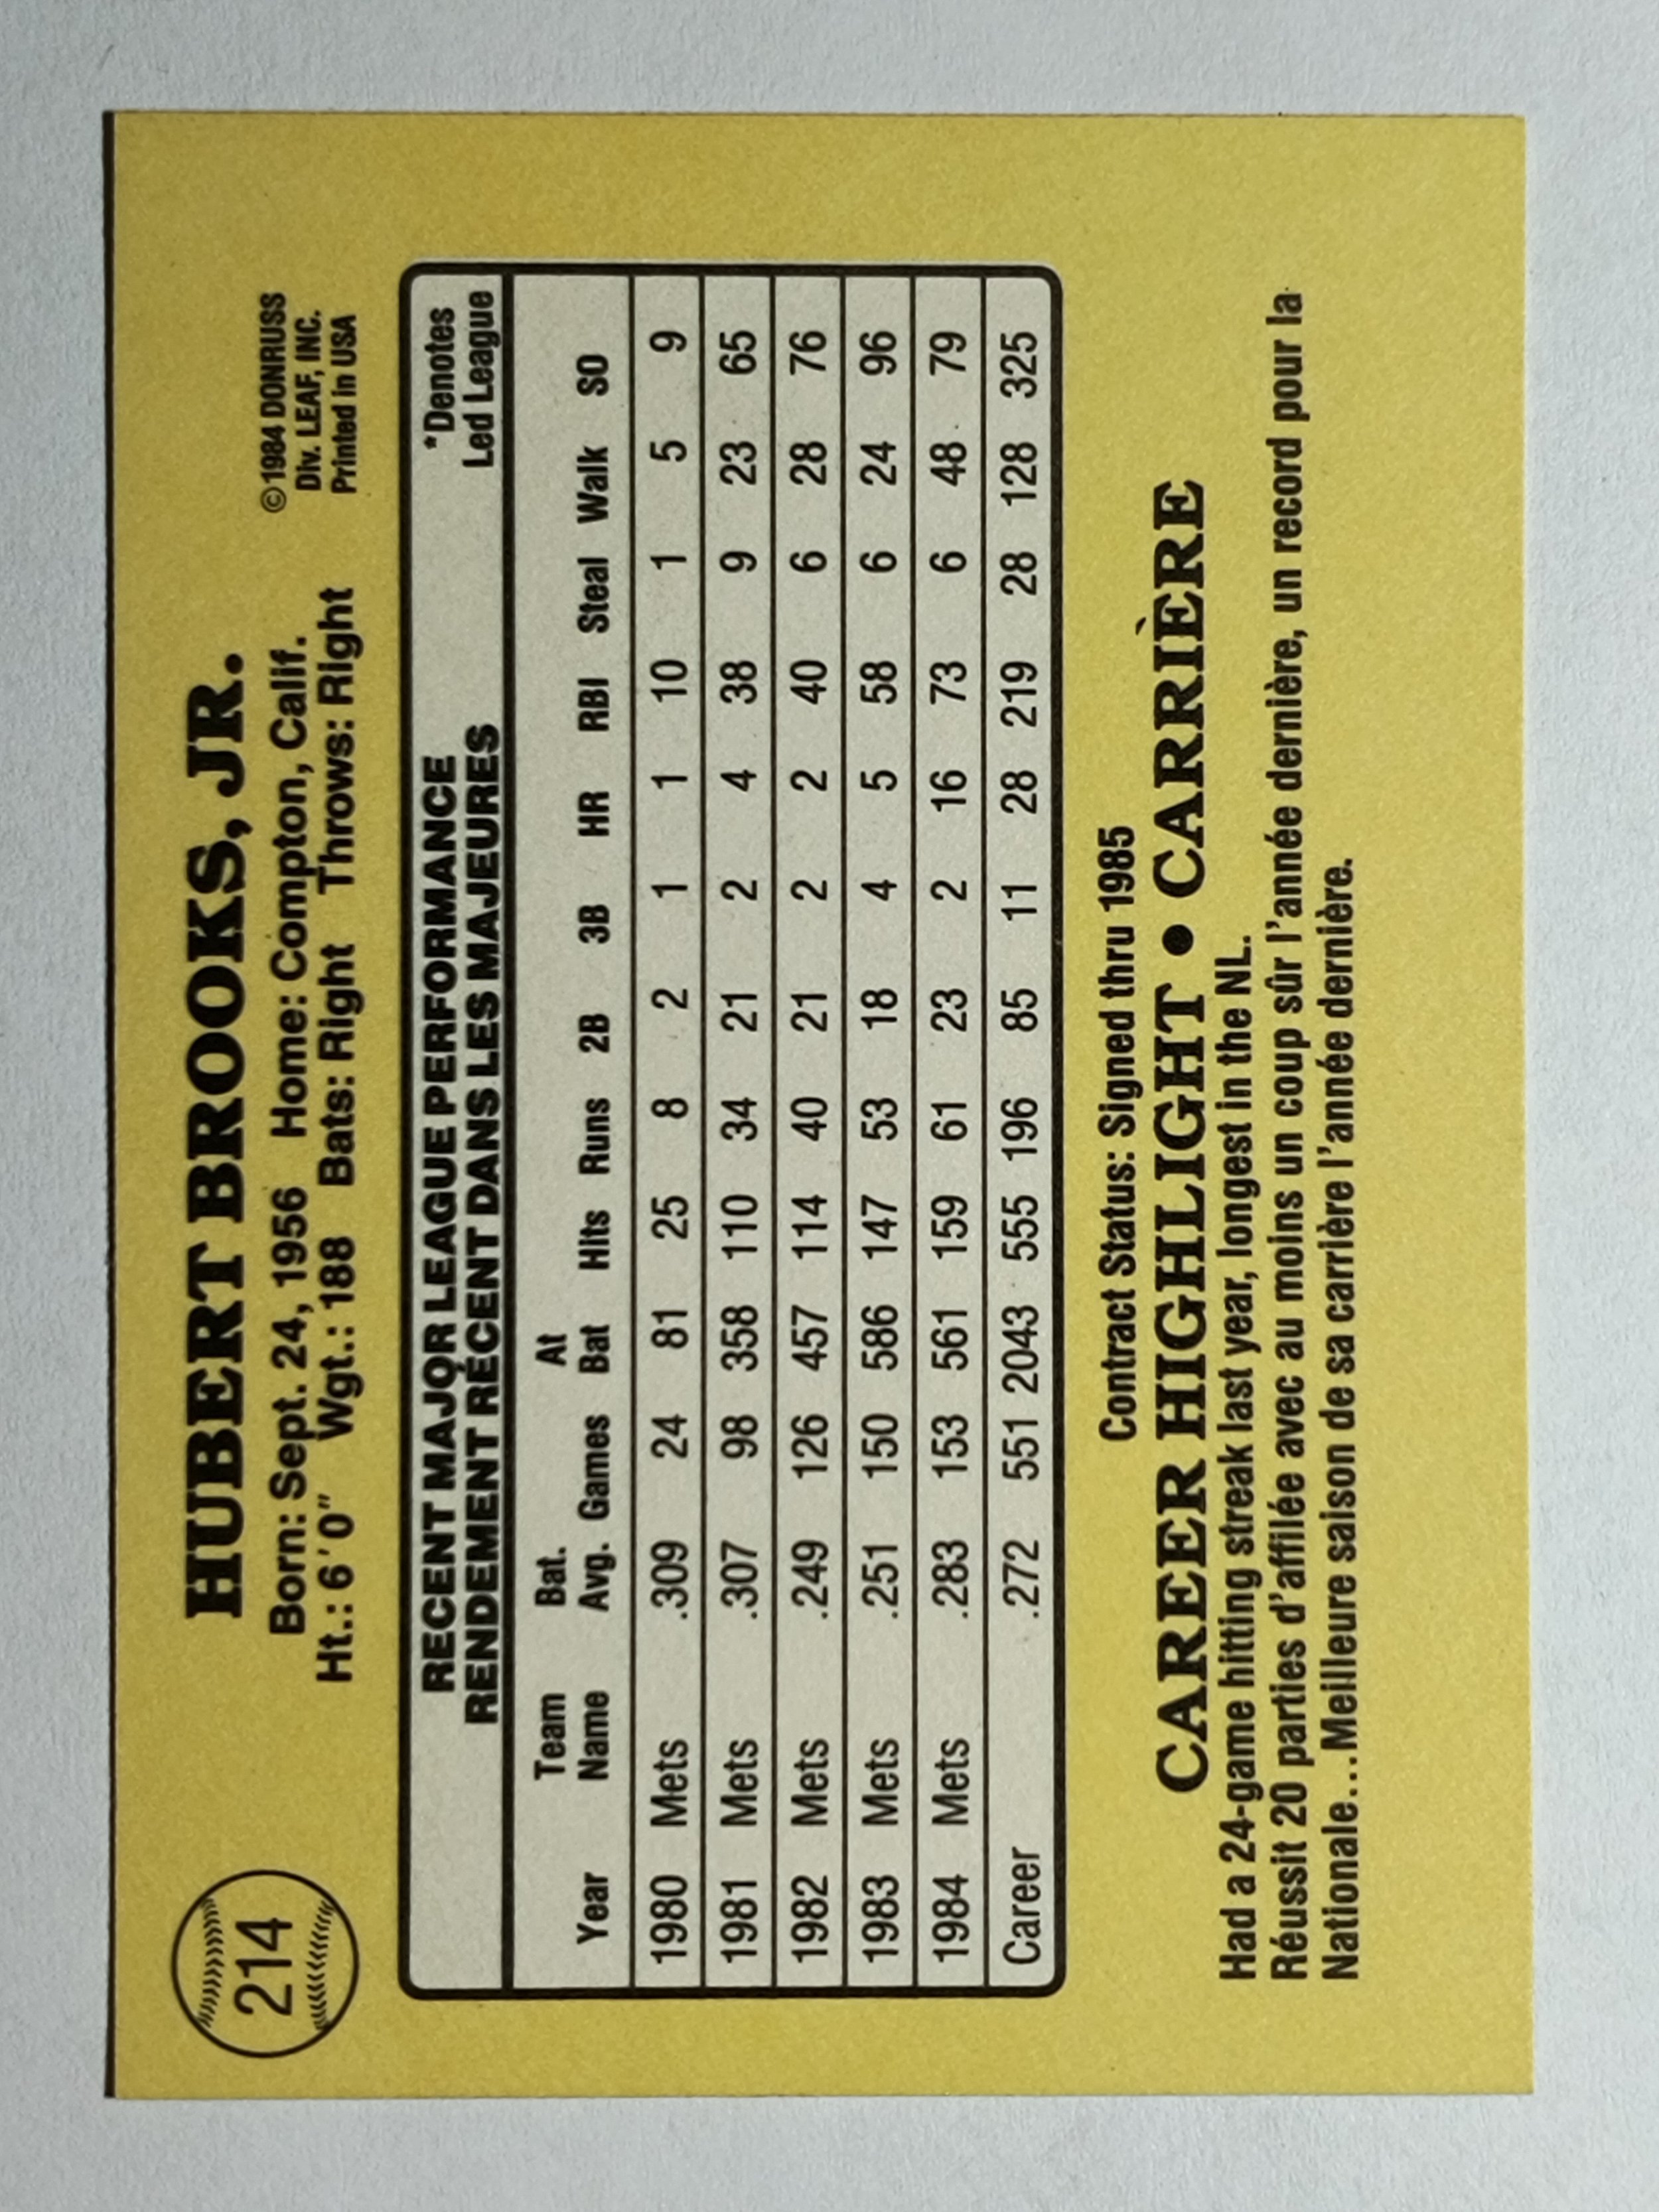 214
HUBERT BROOKS, JR.
Born: Sept. 24, 1956 Home: Compton, Calif.
Ht.: 6'0" Wgt.: 188 Bats: Right Throws: Right
©1984 DONRUSS
Div. LEAF, INC.
Printed in USA
RECENT MAJOR LEAGUE PERFORMANCE
RENDEMENT RÉCENT DANS LES MAJEURES
*Denotes
Led League
Year Team Name Bat. Avg. Games At Bat Hits Runs 2B 3B HR RBI Steal Walk SO
1980 Mets .309 24 81 25 8 2 1 1 10 1 5 9
1981 Mets .307 98 358 110 34 21 2 4 38 9 23 65
1982 Mets .249 126 457 114 40 21 2 2 40 6 28 76
1983 Mets .251 150 586 147 53 18 4 5 58 6 24 96
1984 Mets .283 153 561 159 61 23 2 16 73 6 48 79
Career .272 551 2043 555 196 85 11 28 219 28 128 325
Contract Status: Signed thru 1985
CAREER HIGHLIGHT • CARRIÈRE
Had a 24-game hitting streak last year, longest in the NL.
Réussit 20 parties d'affilée avec au moins un coup sûr l'année dernière, un record pour la
Nationale...Meilleure saison de sa carrière l'année dernière.